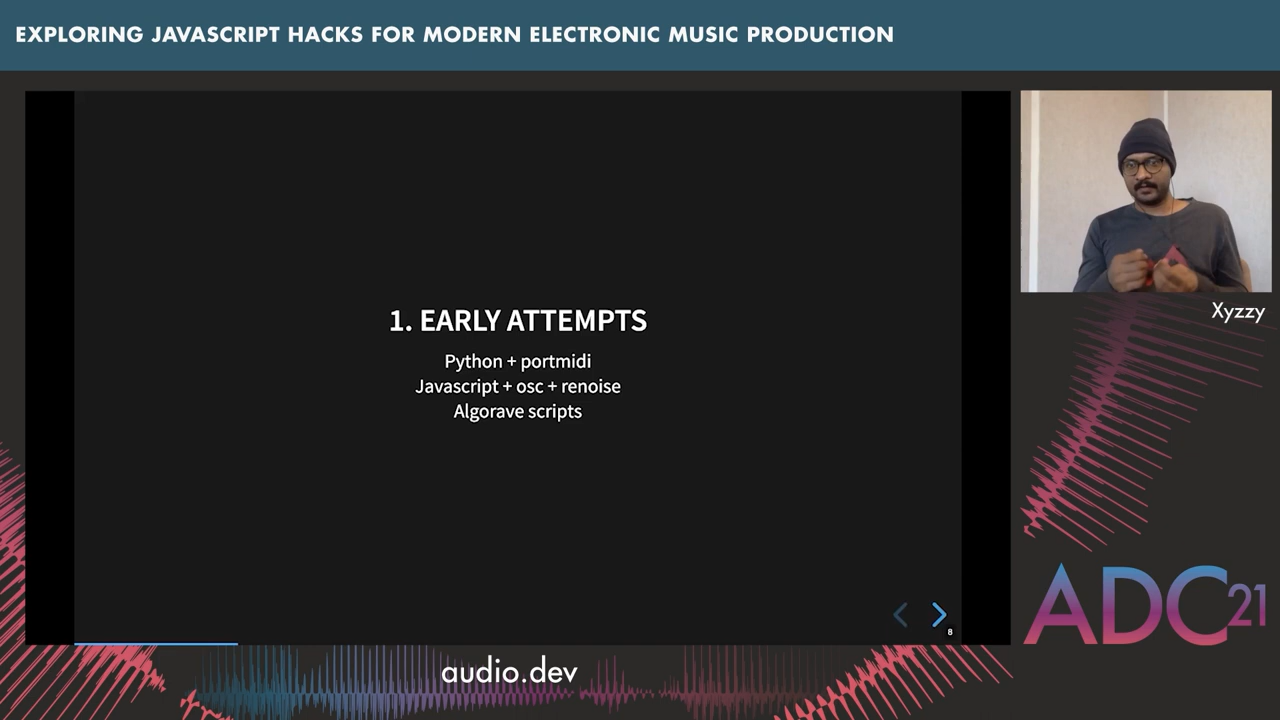 EXPLORING JAVASCRIPT HACKS FOR MODERN ELECTRONIC MUSIC PRODUCTION
1. EARLY ATTEMPTS
Python + portmidi
Javascript + osc + renoise
Algorave scripts
8
Xyzzy
ADC21
audio.dev